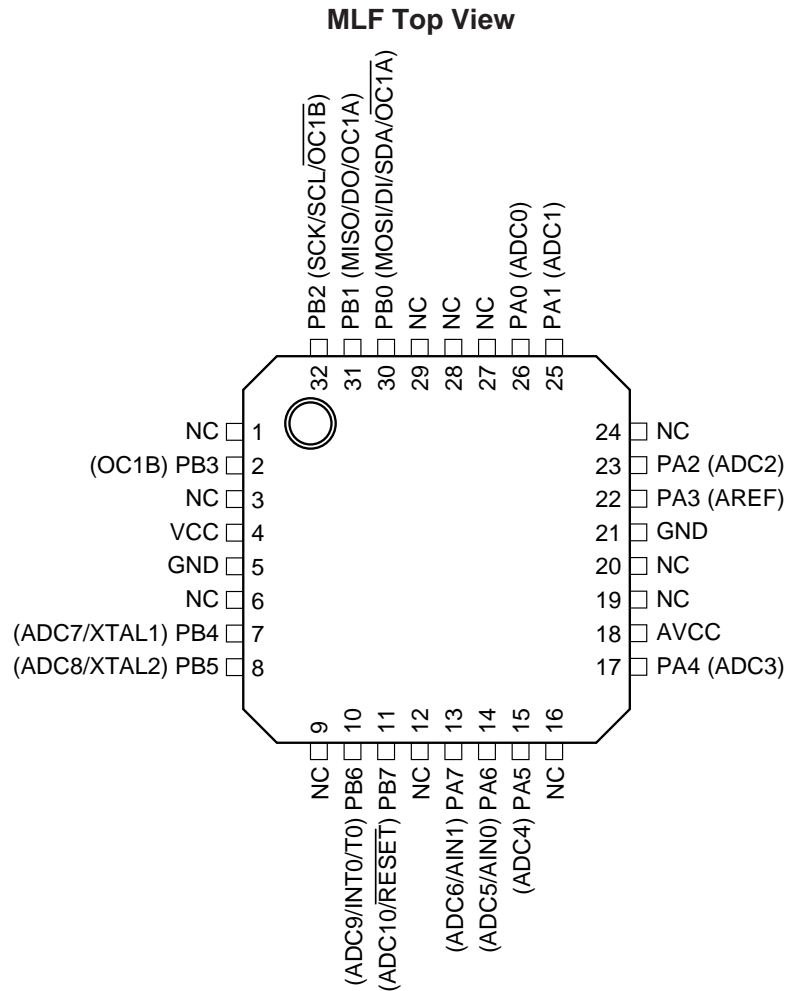 MLF Top View
PB2 (SCK/SCL/OC1B)
PB1 (MISO/DO/OC1A)
PB0 (MOSI/DI/SDA/OC1A)
NC
NC
NC
PA0 (ADC0)
PA1 (ADC1)
32
31
30
29
28
27
26
25
NC 1
(OC1B) PB3 2
NC 3
VCC 4
GND 5
NC 6
(ADC7/XTAL1) PB4 7
(ADC8/XTAL2) PB5 8
24 NC
23 PA2 (ADC2)
22 PA3 (AREF)
21 GND
20 NC
19 NC
18 AVCC
17 PA4 (ADC3)
9
10
11
12
13
14
15
16
NC
(ADC9/INT0/T0) PB6
(ADC10/RESET) PB7
NC
(ADC6/AIN1) PA7
(ADC5/AIN0) PA6
(ADC4) PA5
NC